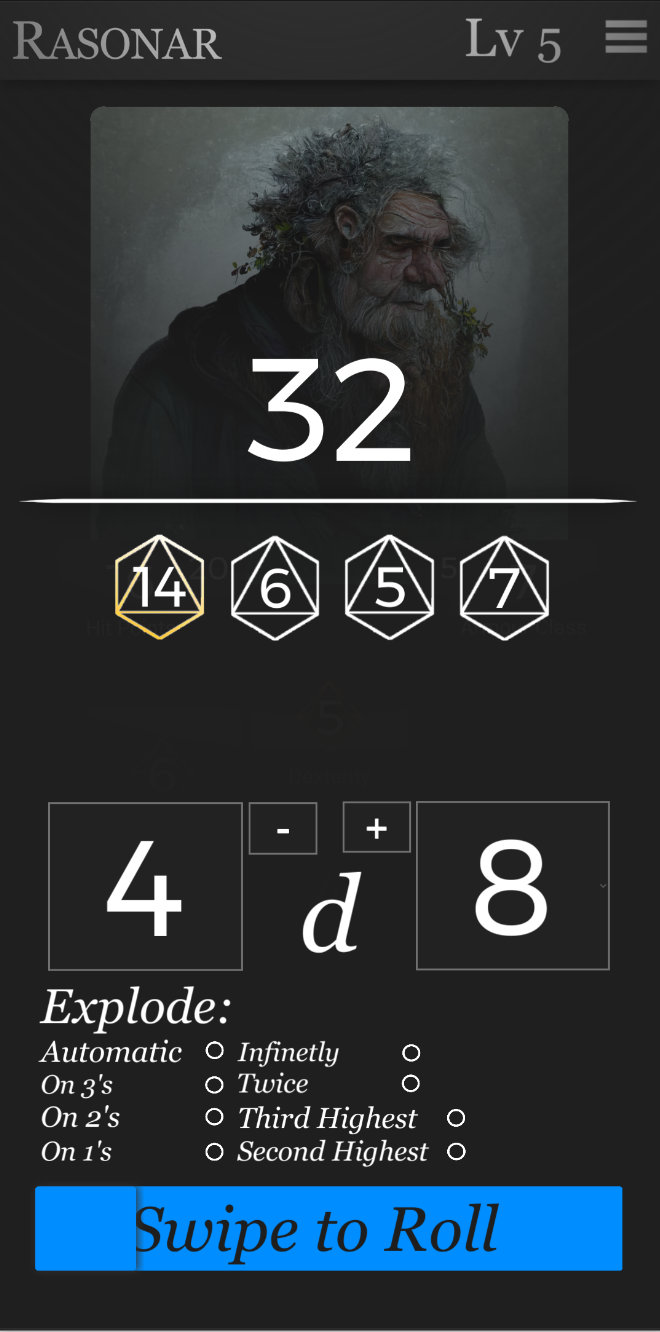 RASONAR Lv 5
32
14 6 5 7
4 - + d 8
Explode:
Automatic Infinetly
On 3's Twice
On 2's Third Highest
On 1's Second Highest
Swipe to Roll